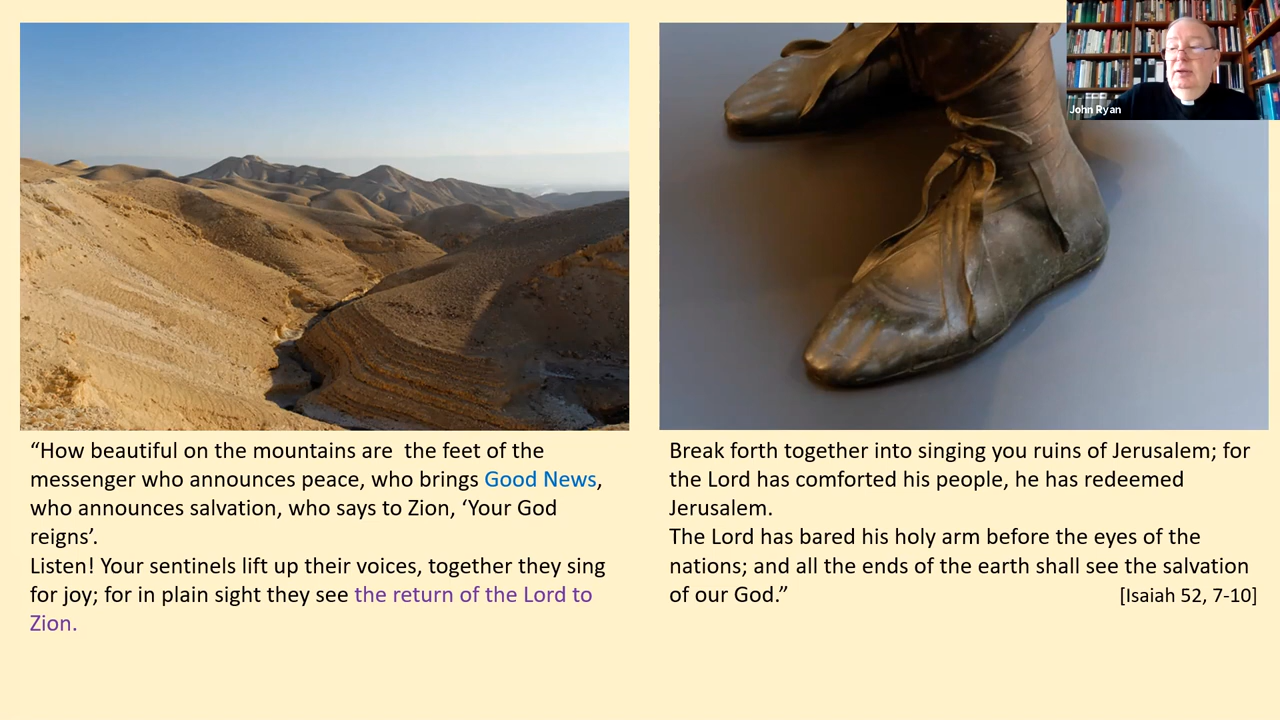 John Ryan
“How beautiful on the mountains are  the feet of the
messenger who announces peace, who brings Good News,
who announces salvation, who says to Zion, ‘Your God
reigns’.
Listen! Your sentinels lift up their voices, together they sing
for joy; for in plain sight they see the return of the Lord to
Zion.
Break forth together into singing you ruins of Jerusalem; for
the Lord has comforted his people, he has redeemed
Jerusalem.
The Lord has bared his holy arm before the eyes of the
nations; and all the ends of the earth shall see the salvation
of our God.” [Isaiah 52, 7-10]